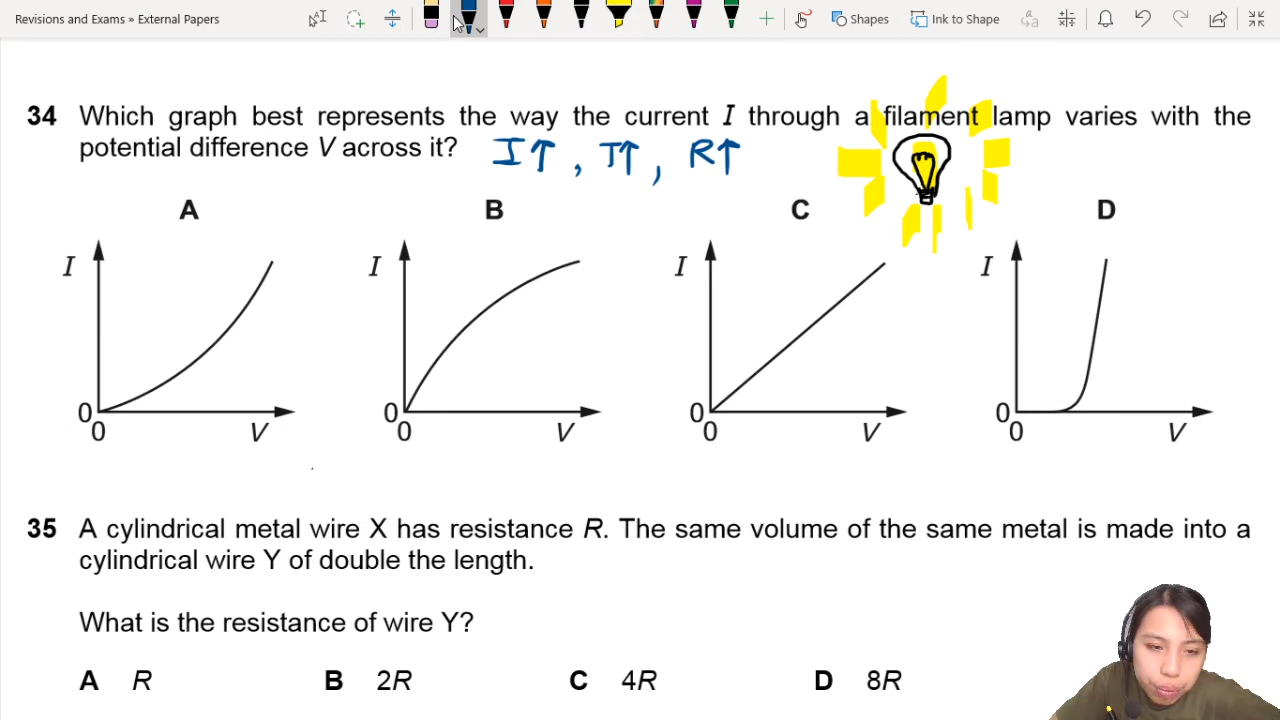 Revisions and Exams » External Papers
Shapes
Ink to Shape
34 Which graph best represents the way the current I through a filament lamp varies with the
potential difference V across it? I↑, T↑, R↑
A B C D
I I I I
0 0 0 0
0 V 0 V 0 V 0 V
35 A cylindrical metal wire X has resistance R. The same volume of the same metal is made into a
cylindrical wire Y of double the length.
What is the resistance of wire Y?
A R B 2R C 4R D 8R